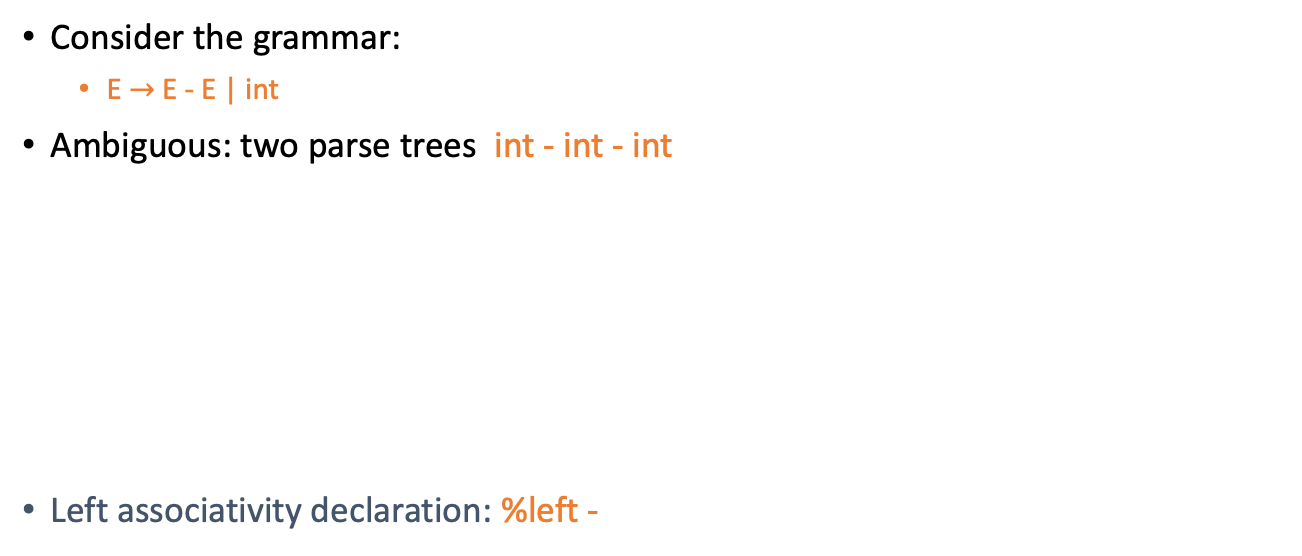 • Consider the grammar:
• E → E - E | int
• Ambiguous: two parse trees int - int - int
• Left associativity declaration: %left -